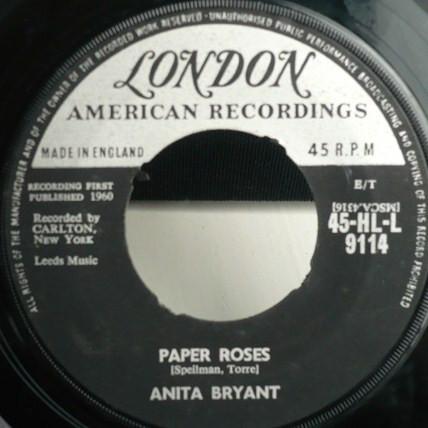 ALL RIGHTS OF THE MANUFACTURER AND OF THE OWNER OF THE RECORDED WORK RESERVED · UNAUTHORISED PUBLIC PERFORMANCE BROADCASTING AND COPYING OF THIS RECORD PROHIBITED
LONDON
AMERICAN RECORDINGS
MADE IN ENGLAND
45 R.P.M
RECORDING FIRST
PUBLISHED 1960
E/T
Recorded by
CARLTON,
NEW YORK
[MSCY.4316]
45-HL-L
9114
Leeds Music
PAPER ROSES
[Spellman, Torre]
ANITA BRYANT